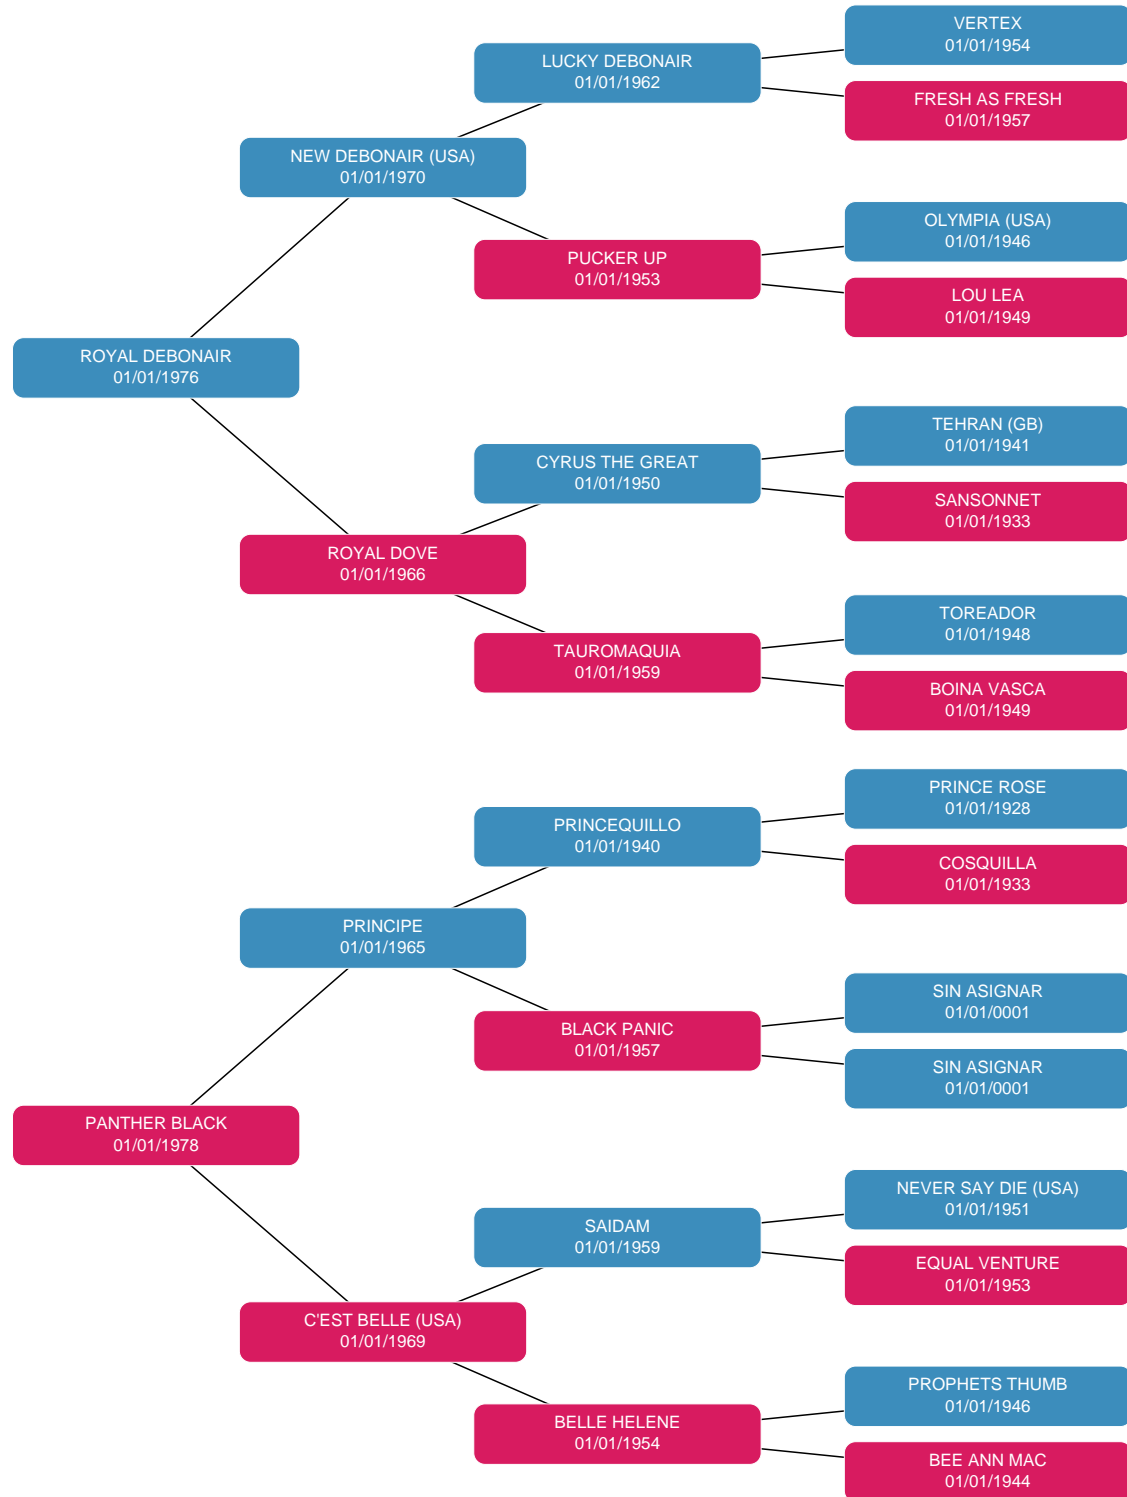 VERTEX
01/01/1954
LUCKY DEBONAIR
01/01/1962
FRESH AS FRESH
01/01/1957
NEW DEBONAIR (USA)
01/01/1970
OLYMPIA (USA)
01/01/1946
PUCKER UP
01/01/1953
LOU LEA
01/01/1949
ROYAL DEBONAIR
01/01/1976
TEHRAN (GB)
01/01/1941
CYRUS THE GREAT
01/01/1950
SANSONNET
01/01/1933
ROYAL DOVE
01/01/1966
TOREADOR
01/01/1948
TAUROMAQUIA
01/01/1959
BOINA VASCA
01/01/1949
PRINCE ROSE
01/01/1928
PRINCEQUILLO
01/01/1940
COSQUILLA
01/01/1933
PRINCIPE
01/01/1965
SIN ASIGNAR
01/01/0001
BLACK PANIC
01/01/1957
SIN ASIGNAR
01/01/0001
PANTHER BLACK
01/01/1978
NEVER SAY DIE (USA)
01/01/1951
SAIDAM
01/01/1959
EQUAL VENTURE
01/01/1953
C'EST BELLE (USA)
01/01/1969
PROPHETS THUMB
01/01/1946
BELLE HELENE
01/01/1954
BEE ANN MAC
01/01/1944